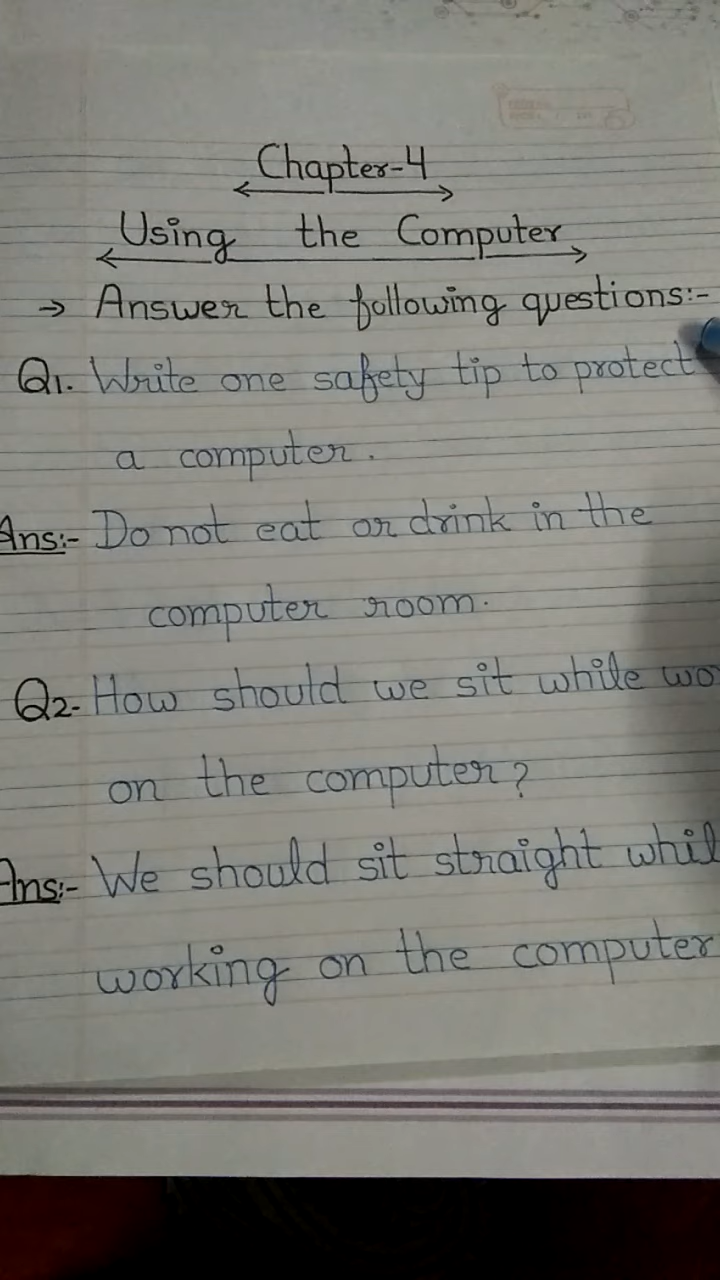 Chapter-4
Using the Computer
→ Answer the following questions:-
Q1. Write one safety tip to protect
a computer.
Ans:- Do not eat or drink in the
computer room.
Q2- How should we sit while wo
on the computer?
Ans:- We should sit straight whil
working on the computer